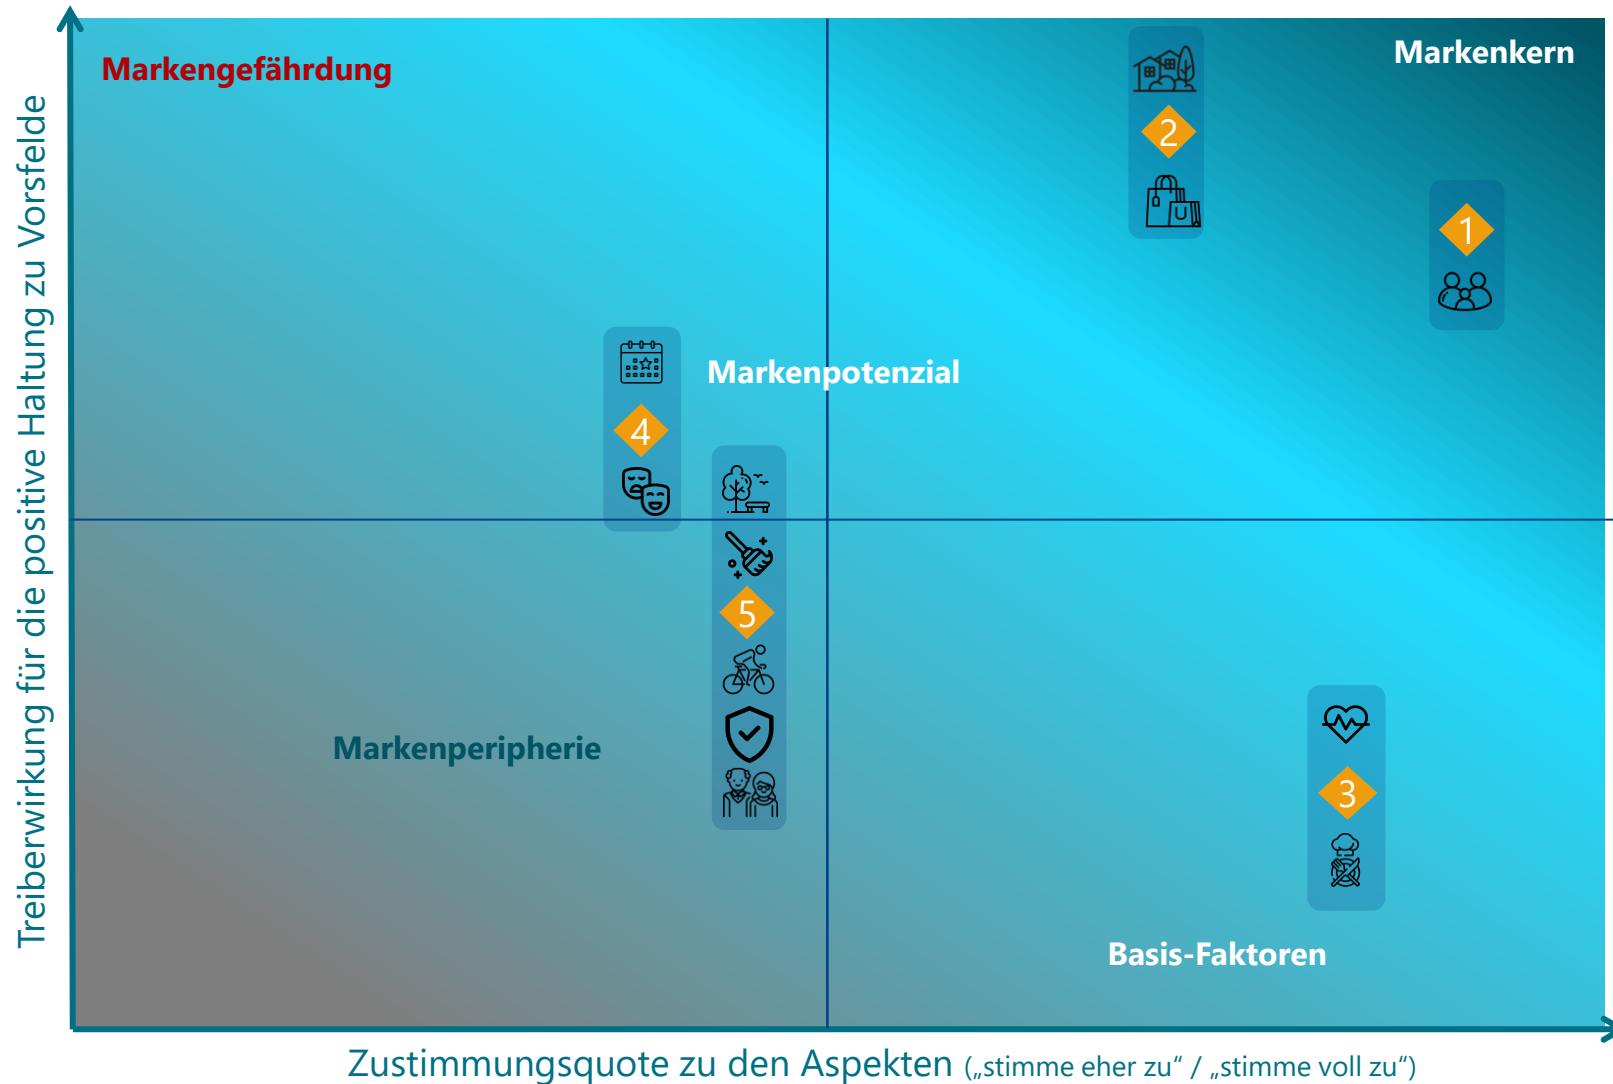 Treiberwirkung für die positive Haltung zu Vorsfelde
Markengefährdung
Markenkern
2
1
Markenpotenzial
4
5
Markenperipherie
3
Basis-Faktoren
Zustimmungsquote zu den Aspekten („stimme eher zu“ / „stimme voll zu“)